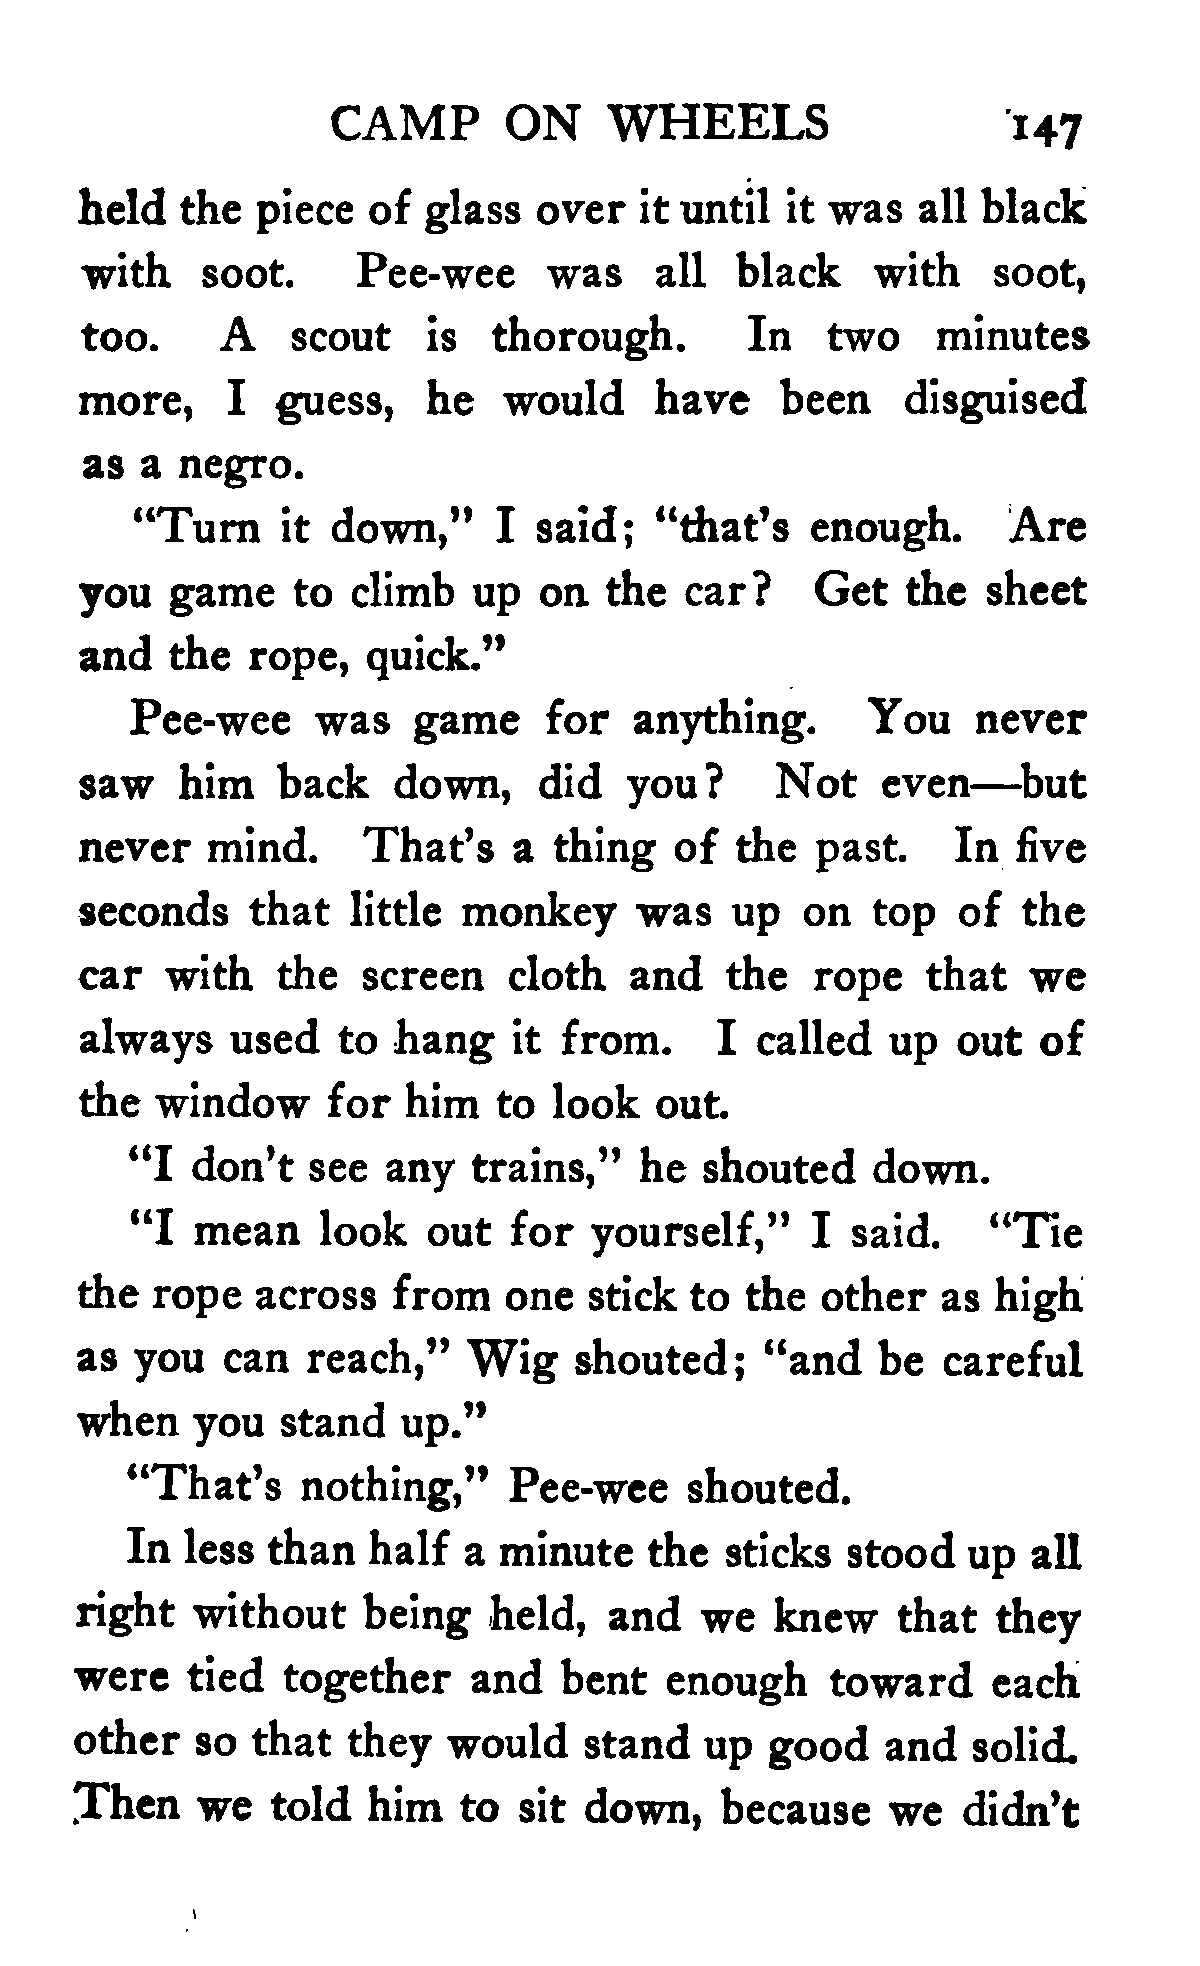 CAMP ON WHEELS 147
held the piece of glass over it until it was all black
with soot. Pee-wee was all black with soot,
too. A scout is thorough. In two minutes
more, I guess, he would have been disguised
as a negro.
"Turn it down," I said; "that's enough. Are
you game to climb up on the car? Get the sheet
and the rope, quick."
Pee-wee was game for anything. You never
saw him back down, did you? Not even—but
never mind. That's a thing of the past. In five
seconds that little monkey was up on top of the
car with the screen cloth and the rope that we
always used to hang it from. I called up out of
the window for him to look out.
"I don't see any trains," he shouted down.
"I mean look out for yourself," I said. "Tie
the rope across from one stick to the other as high
as you can reach," Wig shouted; "and be careful
when you stand up."
"That's nothing," Pee-wee shouted.
In less than half a minute the sticks stood up all
right without being held, and we knew that they
were tied together and bent enough toward each
other so that they would stand up good and solid.
Then we told him to sit down, because we didn't